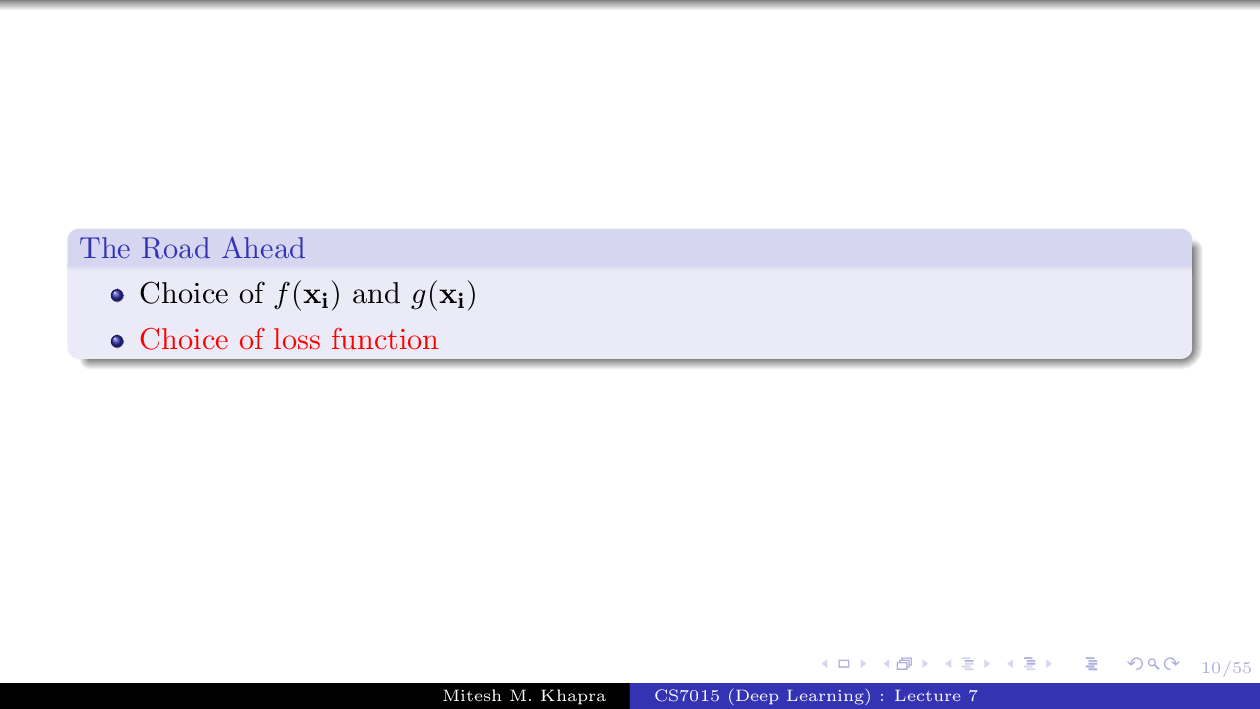 The Road Ahead
Choice of f(𝐱ᵢ) and g(𝐱ᵢ)
Choice of loss function
10/55
Mitesh M. Khapra
CS7015 (Deep Learning) : Lecture 7